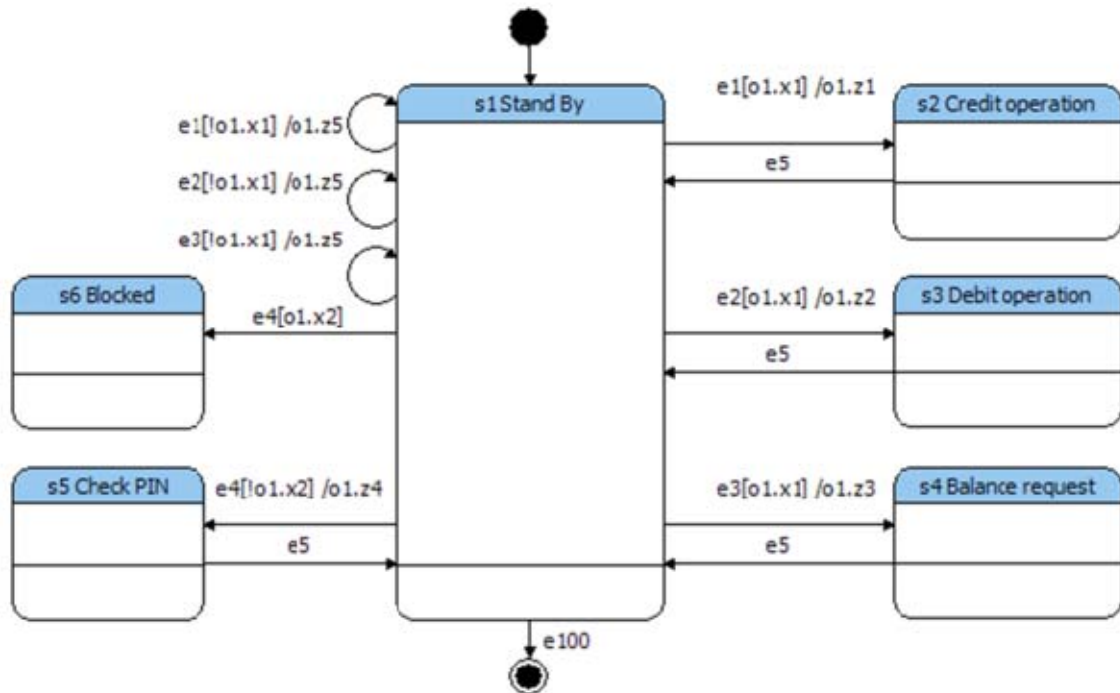 s1 Stand By
e1[o1.x1] /o1.z1
s2 Credit operation
e1[!o1.x1] /o1.z5
e5
e2[!o1.x1] /o1.z5
e3[!o1.x1] /o1.z5
s6 Blocked
e4[o1.x2]
e2[o1.x1] /o1.z2
s3 Debit operation
e5
s5 Check PIN
e4[!o1.x2] /o1.z4
e3[o1.x1] /o1.z3
s4 Balance request
e5
e5
e100